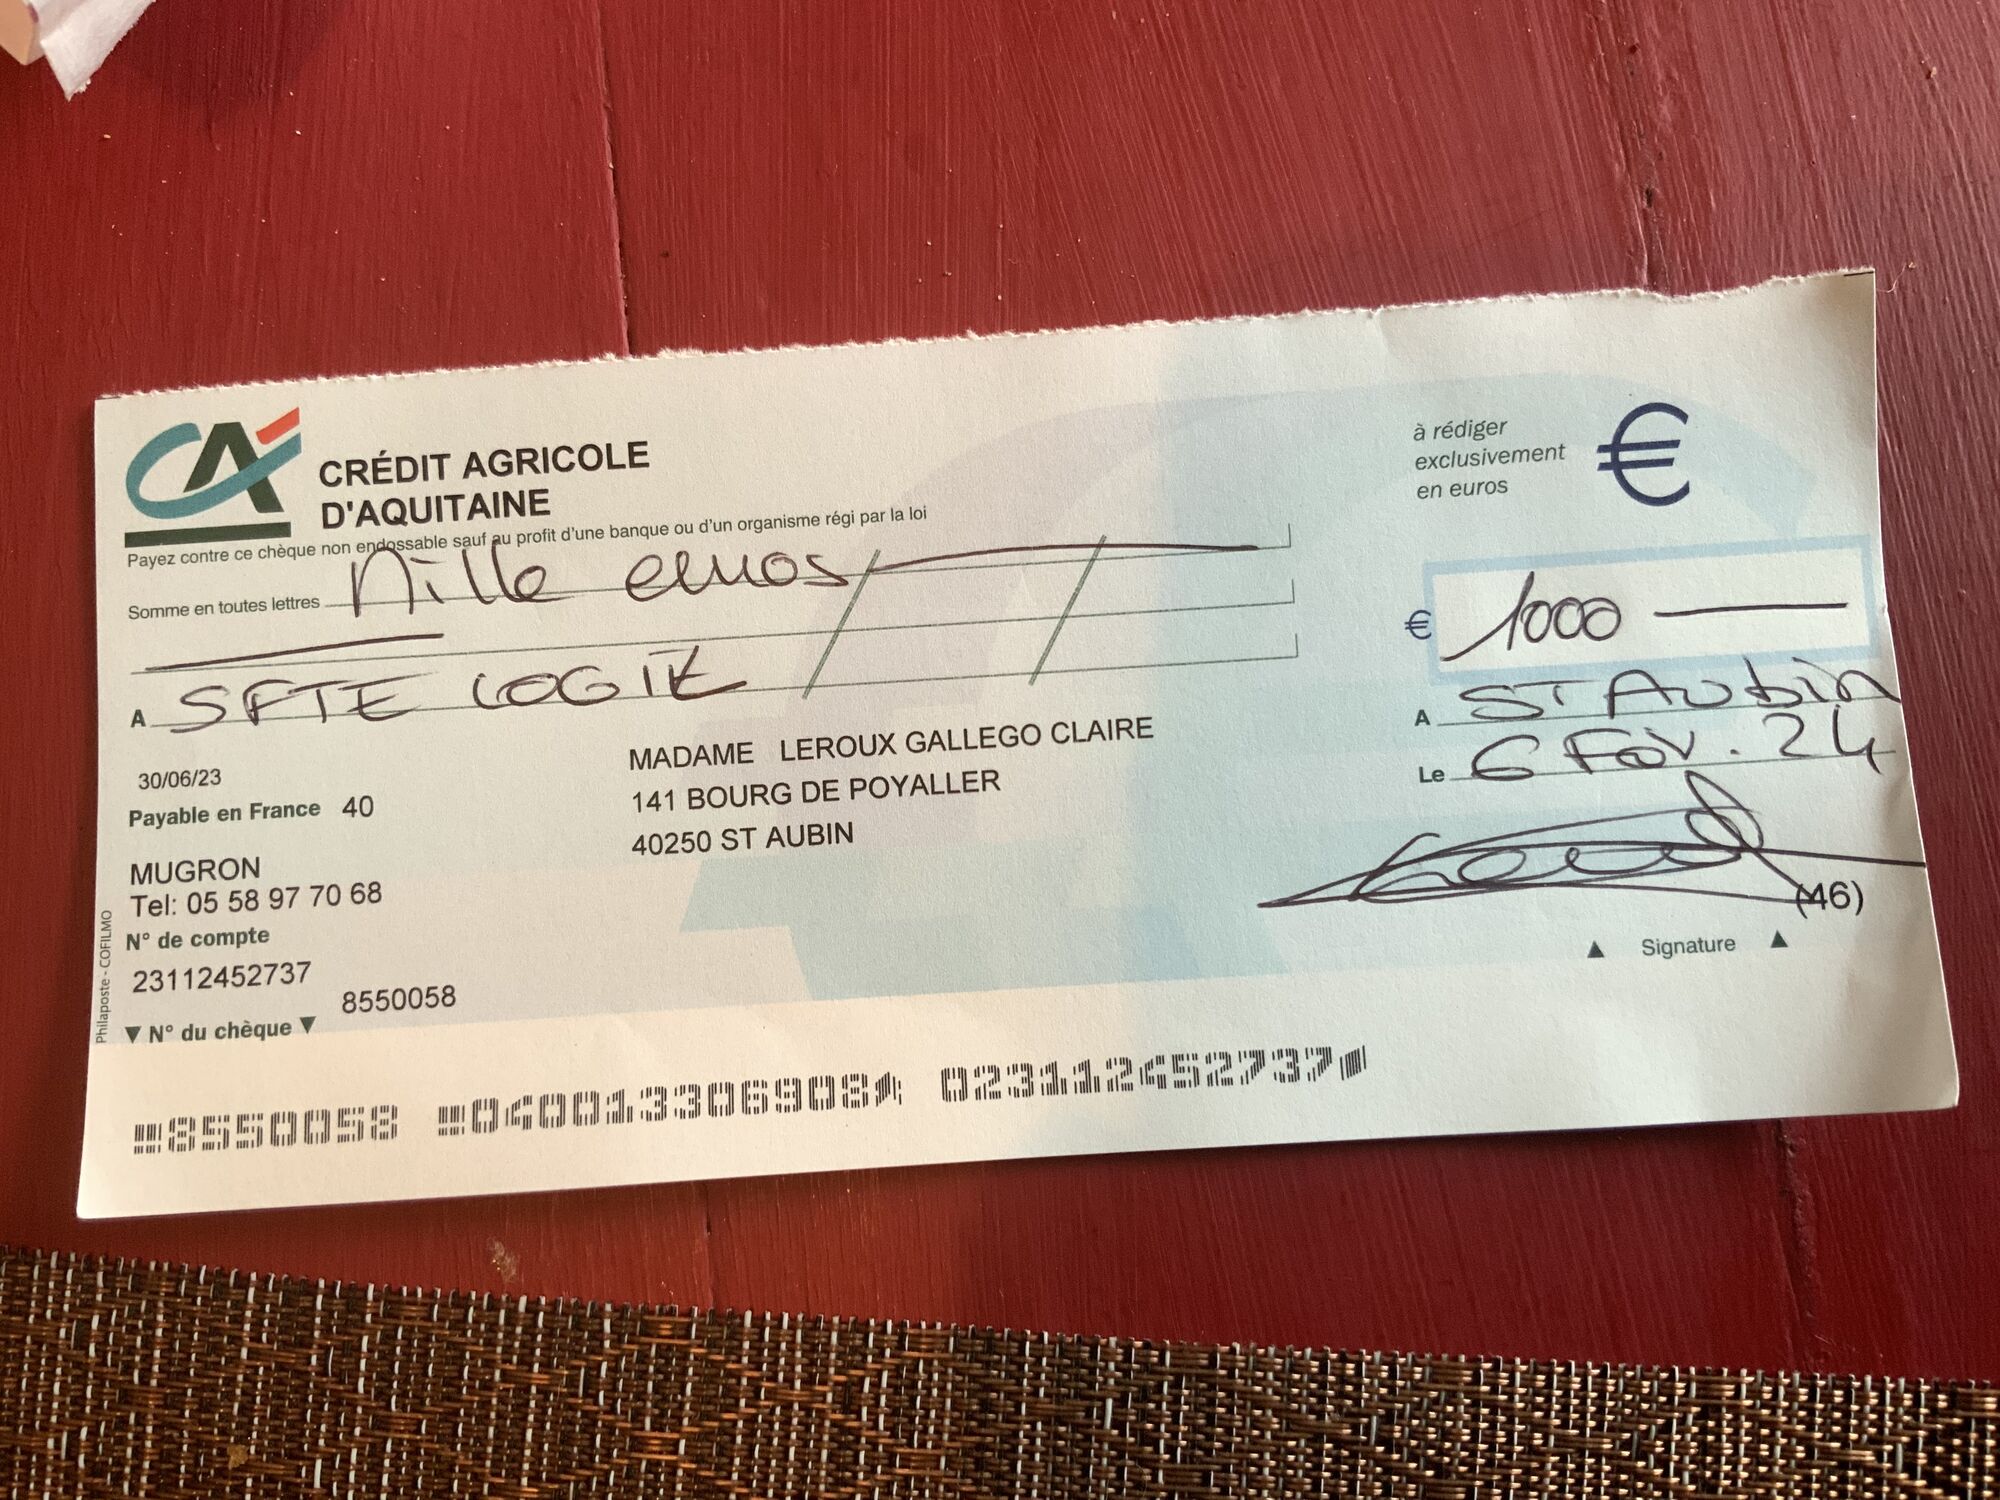 CA
CRÉDIT AGRICOLE
D'AQUITAINE
à rédiger
exclusivement
en euros
€
Payez contre ce chèque non endossable sauf au profit d'une banque ou d'un organisme régi par la loi
Somme en toutes lettres Mille euros
€ 1000
A SFTE LOGIE
A ST AUbiN
Le 6 Fév. 24
30/06/23
Payable en France 40
MADAME LEROUX GALLEGO CLAIRE
141 BOURG DE POYALLER
40250 ST AUBIN
MUGRON
Tel: 05 58 97 70 68
N° de compte
23112452737
8550058
▼ N° du chèque ▼
(46)
▲ Signature ▲
Philaposte - COFILMO
8550058 040013306908 023112452737